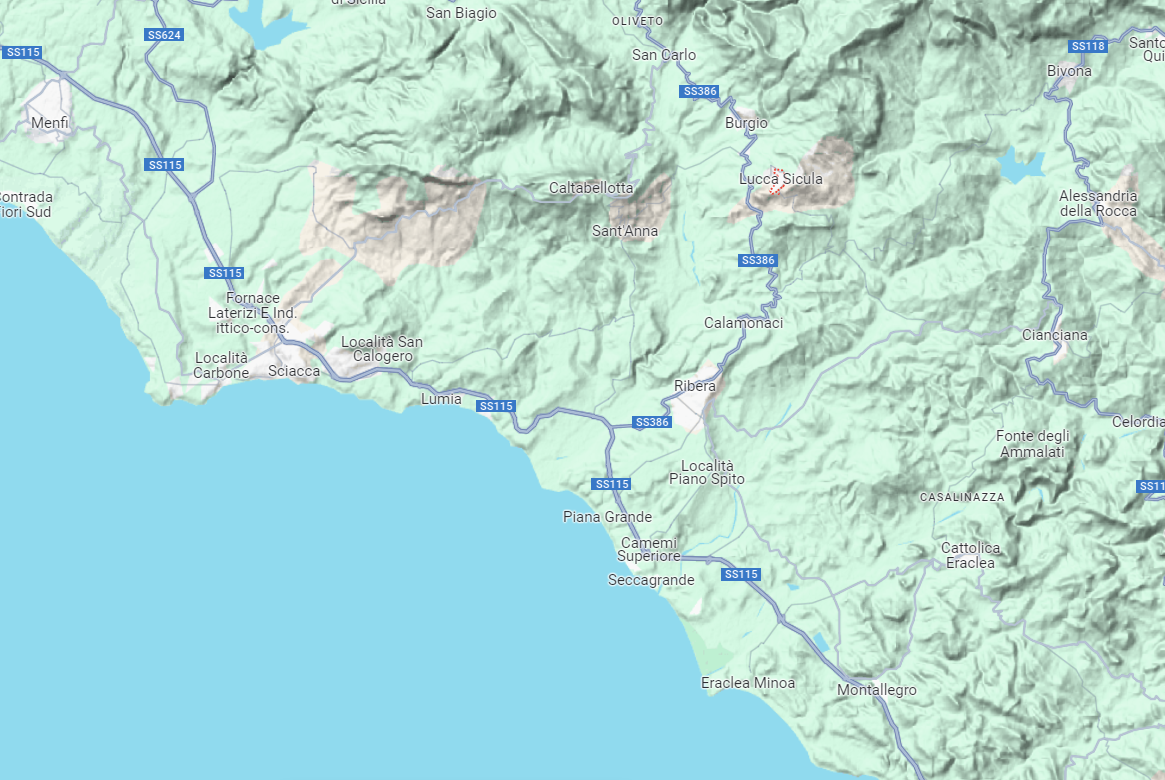 di Sicilia
San Biagio
OLIVETO
SS624
SS115
San Carlo
SS118
Santo
Qui
Bivona
SS386
Menfi
Burgio
SS115
Lucca Sicula
Caltabellotta
Contrada
Fiori Sud
Alessandria
della Rocca
Sant'Anna
SS386
SS115
Fornace
Laterizi E Ind.
ittico-cons.
Calamonaci
Cianciana
Località San
Calogero
Località
Carbone
Sciacca
Ribera
Lumia
SS115
SS386
Celordia
Fonte degli
Ammalati
Località
Piano Spito
SS115
SS11
CASALINAZZA
Piana Grande
Camemi
Superiore
Cattolica
Eraclea
SS115
Seccagrande
Eraclea Minoa
Montallegro